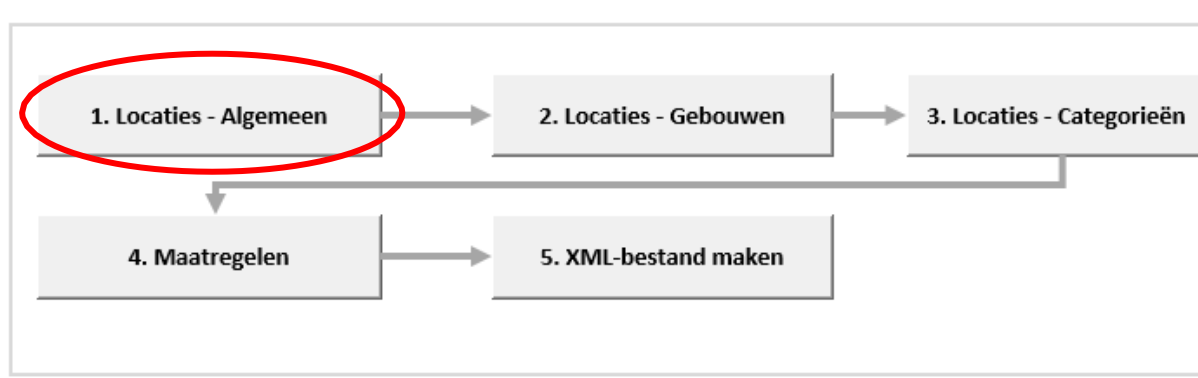 1. Locaties - Algemeen
2. Locaties - Gebouwen
3. Locaties - Categorieën
4. Maatregelen
5. XML-bestand maken